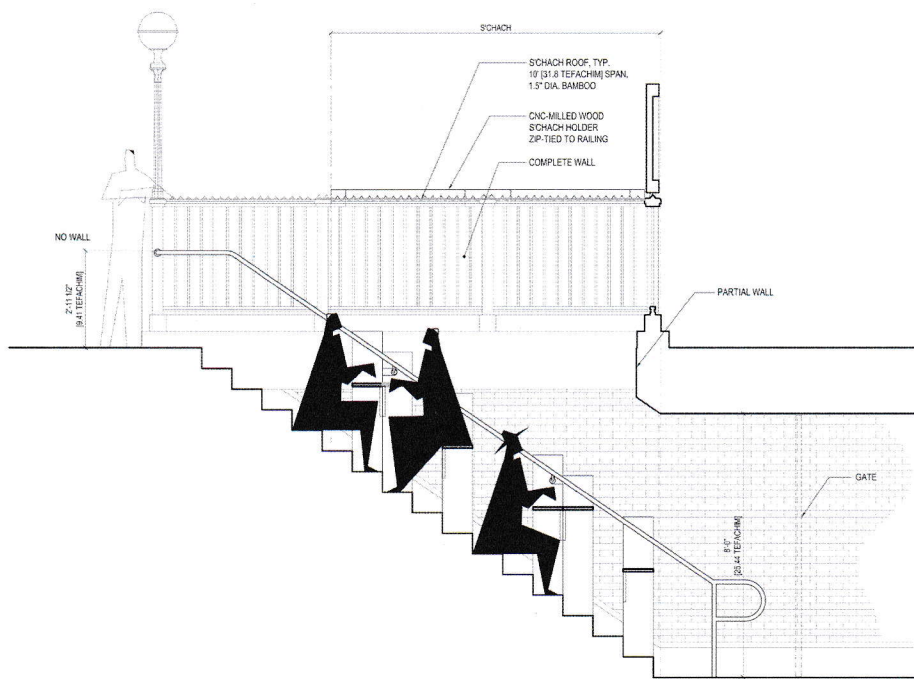 S'CHACH
S'CHACH ROOF, TYP.
10' [31.8 TEFACHIM] SPAN,
1.5" DIA. BAMBOO
CNC-MILLED WOOD
S'CHACH HOLDER
ZIP-TIED TO RAILING
COMPLETE WALL
NO WALL
2'-11 1/2"
[9.41 TEFACHIM]
PARTIAL WALL
GATE
8'-0"
[25.44 TEFACHIM]